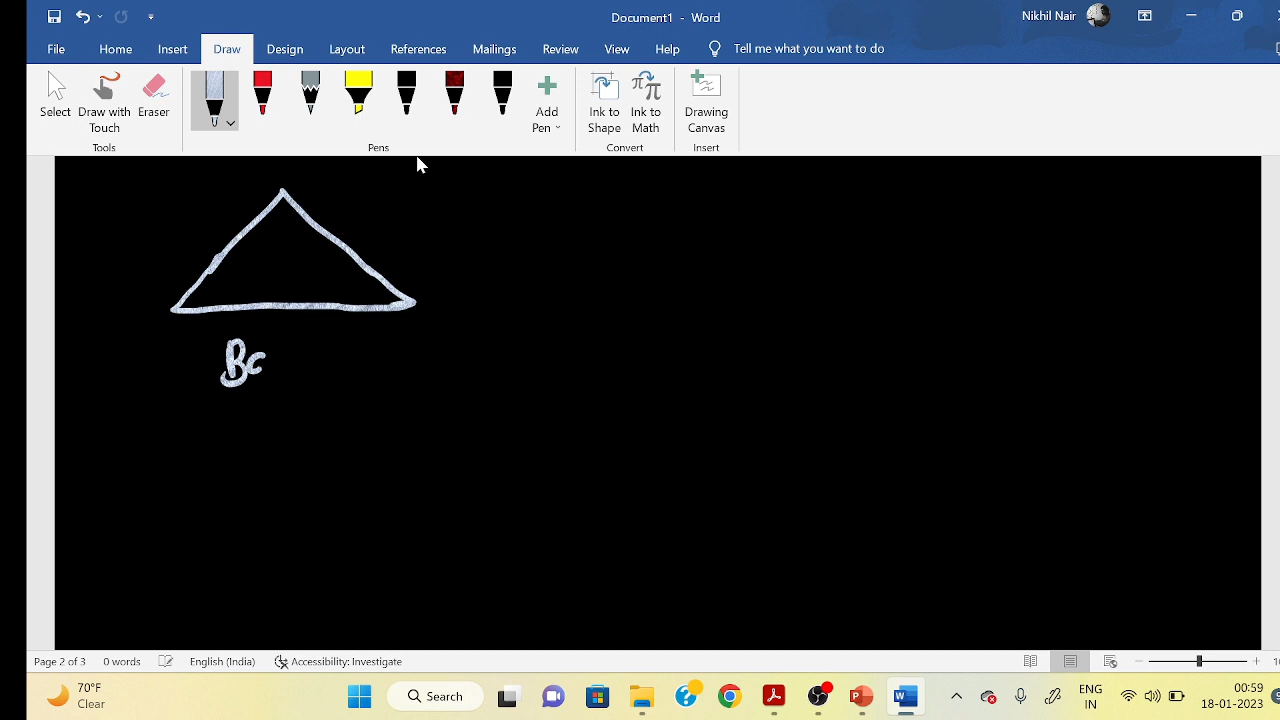 Document1 - Word
Nikhil Nair
File Home Insert Draw Design Layout References Mailings Review View Help Tell me what you want to do
Select Draw with Touch Eraser Add Pen Ink to Shape Ink to Math Drawing Canvas
Tools Pens Convert Insert
Bc
Page 2 of 3 0 words English (India) Accessibility: Investigate
70°F
Clear
Search
ENG
IN
00:59
18-01-2023